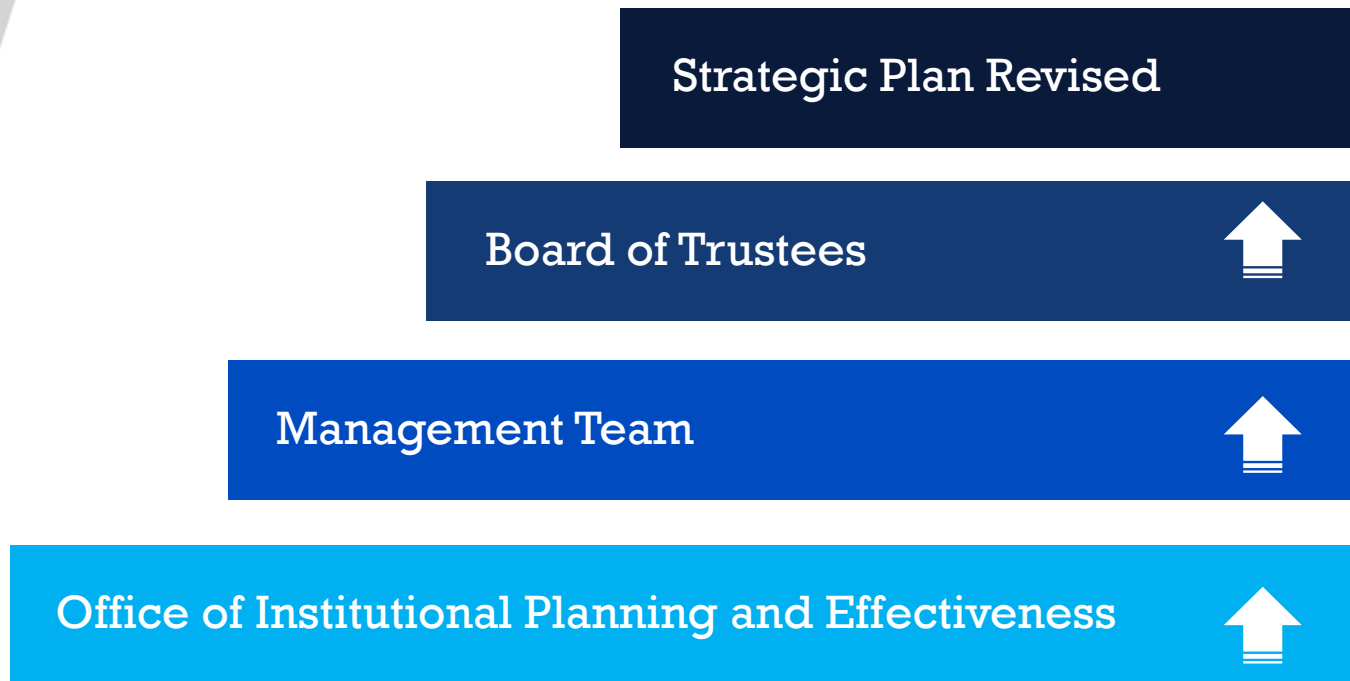 Strategic Plan Revised
Board of Trustees
Management Team
Office of Institutional Planning and Effectiveness